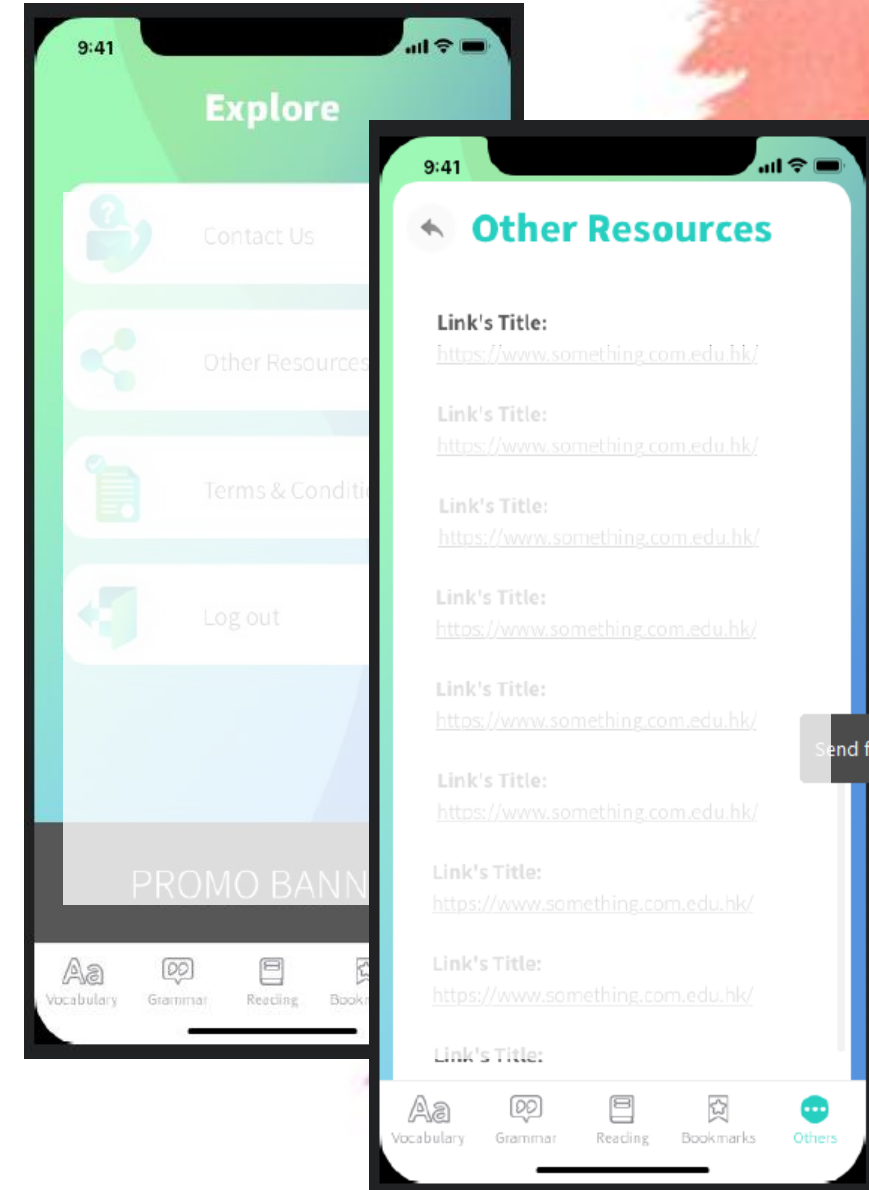 9:41
Explore
Contact Us
Other Resources
Terms & Conditi
Log out
PROMO BANN
Vocabulary
Grammar
Reading
Bookm
9:41
Other Resources
Link's Title:
https://www.something.com.edu.hk/
Link's Title:
https://www.something.com.edu.hk/
Link's Title:
https://www.something.com.edu.hk/
Link's Title:
https://www.something.com.edu.hk/
Link's Title:
https://www.something.com.edu.hk/
Link's Title:
https://www.something.com.edu.hk/
Link's Title:
https://www.something.com.edu.hk/
Link's Title:
https://www.something.com.edu.hk/
Link's Title:
Send f
Aa
Vocabulary
Grammar
Reading
Bookmarks
Others